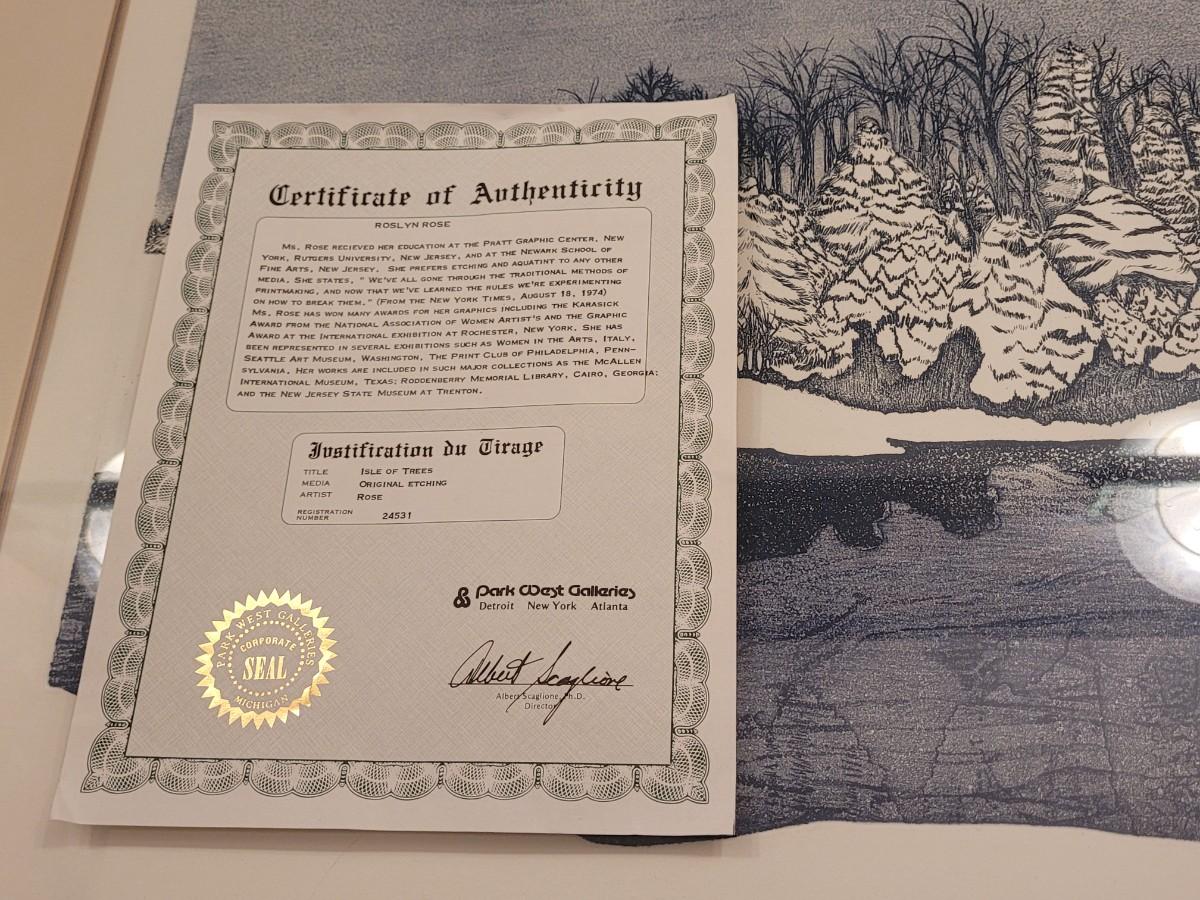 Certificate of Authenticity
ROSLYN ROSE
MS. ROSE RECIEVED HER EDUCATION AT THE PRATT GRAPHIC CENTER, NEW
YORK, RUTGERS UNIVERSITY, NEW JERSEY, AND AT THE NEWARK SCHOOL OF
FINE ARTS, NEW JERSEY. SHE PREFERS ETCHING AND AQUATINT TO ANY OTHER
MEDIA. SHE STATES, " WE'VE ALL GONE THROUGH THE TRADITIONAL METHODS OF
PRINTMAKING, AND NOW THAT WE'VE LEARNED THE RULES WE'RE EXPERIMENTING
ON HOW TO BREAK THEM." (FROM THE NEW YORK TIMES, AUGUST 18, 1974)
MS. ROSE HAS WON MANY AWARDS FOR HER GRAPHICS INCLUDING THE KARASICK
AWARD FROM THE NATIONAL ASSOCIATION OF WOMEN ARTIST'S AND THE GRAPHIC
AWARD AT THE INTERNATIONAL EXHIBITION AT ROCHESTER, NEW YORK. SHE HAS
BEEN REPRESENTED IN SEVERAL EXHIBITIONS SUCH AS WOMEN IN THE ARTS, ITALY,
SEATTLE ART MUSEUM, WASHINGTON, THE PRINT CLUB OF PHILADELPHIA, PENN-
SYLVANIA. HER WORKS ARE INCLUDED IN SUCH MAJOR COLLECTIONS AS THE MCALLEN
INTERNATIONAL MUSEUM, TEXAS; RODDENBERRY MEMORIAL LIBRARY, CAIRO, GEORGIA;
AND THE NEW JERSEY STATE MUSEUM AT TRENTON.
Justification du Tirage
TITLE ISLE OF TREES
MEDIA ORIGINAL ETCHING
ARTIST ROSE
REGISTRATION
NUMBER 24531
Park West Galleries
Detroit New York Atlanta
PARK WEST GALLERIES
CORPORATE
SEAL
MICHIGAN
Albert Scaglione
Albert Scaglione, Ph.D.
Director